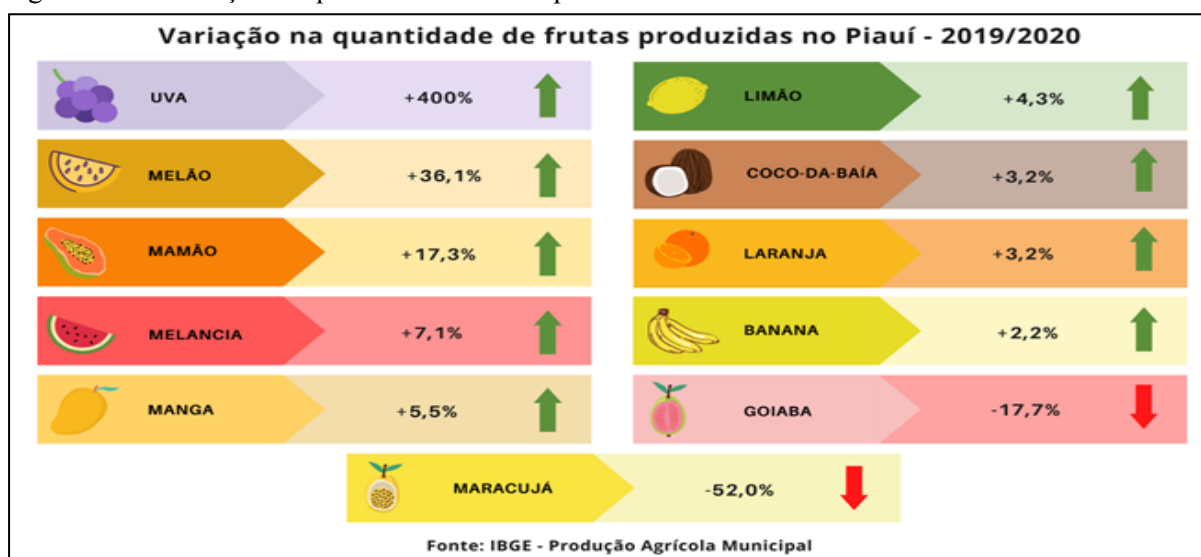 Variação na quantidade de frutas produzidas no Piauí - 2019/2020
UVA +400%
MELÃO +36,1%
MAMÃO +17,3%
MELANCIA +7,1%
MANGA +5,5%
LIMÃO +4,3%
COCO-DA-BAÍA +3,2%
LARANJA +3,2%
BANANA +2,2%
GOIABA -17,7%
MARACUJÁ -52,0%
Fonte: IBGE - Produção Agrícola Municipal